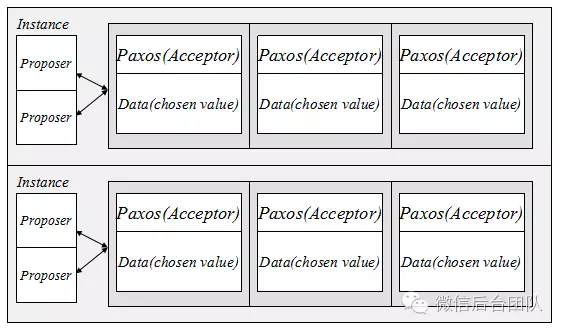 Instance
Proposer
Proposer
Paxos(Acceptor)
Data(chosen value)
Paxos(Acceptor)
Data(chosen value)
Paxos(Acceptor)
Data(chosen value)
Instance
Proposer
Proposer
Paxos(Acceptor)
Data(chosen value)
Paxos(Acceptor)
Data(chosen value)
Paxos(Acceptor)
Data(chosen value)
微信后台团队